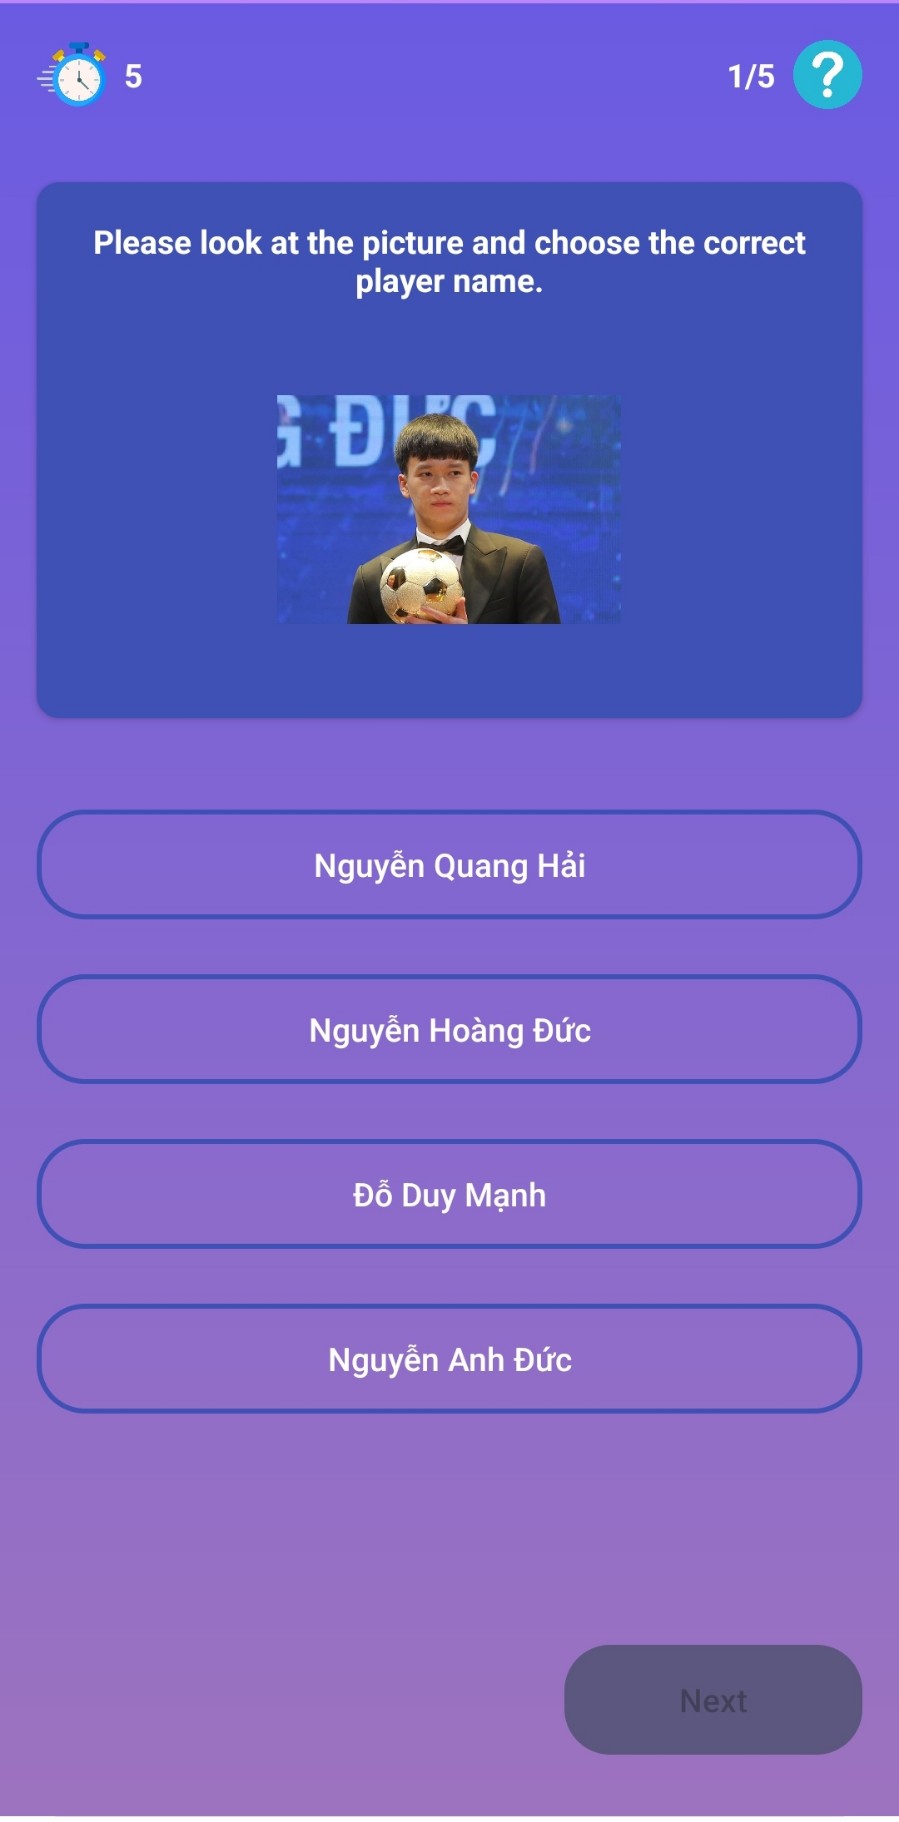 5
1/5
?
Please look at the picture and choose the correct
player name.
G ĐỨC
Nguyễn Quang Hải
Nguyễn Hoàng Đức
Đỗ Duy Mạnh
Nguyễn Anh Đức
Next